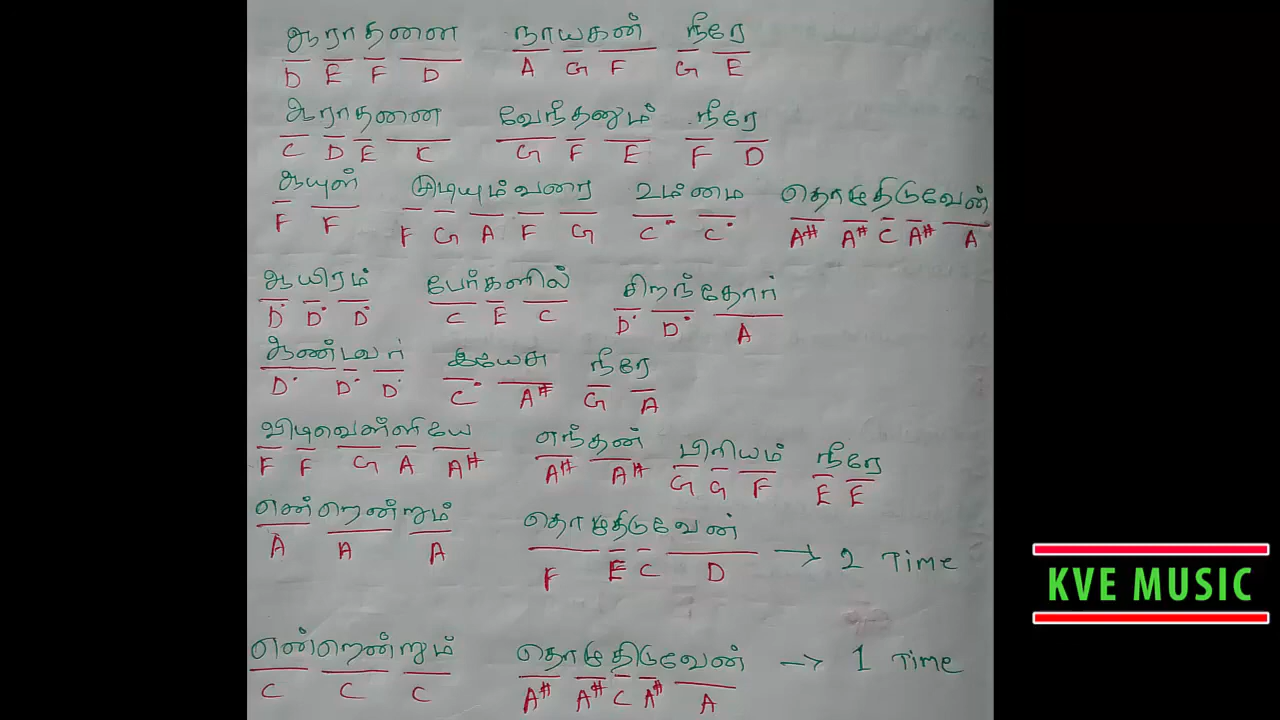 ஆராதனை நாயகன் நீரே
D E F D A G F G E
ஆராதனை வேந்தனும் நீரே
C D E C G F E F D
ஆயுள் முடியும்வரை உம்மை தொழுதிடுவேன்
F F F G A F G C• C• A# A# C A# A
ஆயிரம் பேர்களில் சிறந்தோர்
D• D• D• C E C D• D• A
ஆண்டவர் இயேசு நீரே
D• D• D• C• A# G A
விடிவெள்ளியே எந்தன் பிரியம் நீரே
F F G A A# A# A# G G F E E
என்றென்றும் தொழுதிடுவேன்
A A A F E C D → 2 Time
என்றென்றும் தொழுதிடுவேன் → 1 Time
C C C A# A# C A# A
KVE MUSIC